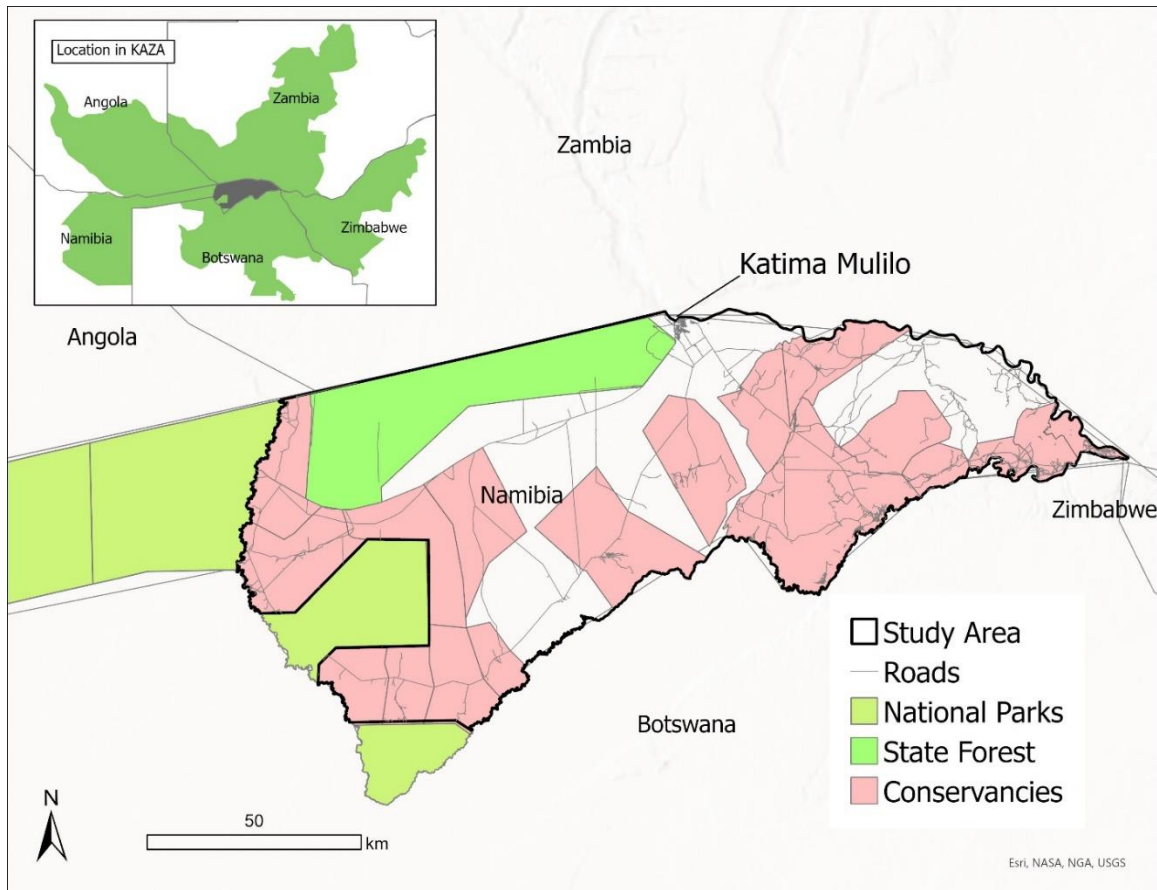 Location in KAZA
Angola
Zambia
Namibia
Botswana
Zimbabwe
Zambia
Katima Mulilo
Angola
Namibia
Zimbabwe
Botswana
Study Area
Roads
National Parks
State Forest
Conservancies
N
50
km
Esri, NASA, NGA, USGS